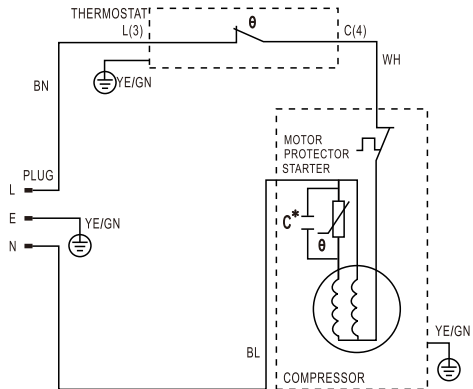 THERMOSTAT
L(3)
θ
C(4)
YE/GN
WH
BN
MOTOR
PROTECTOR
STARTER
PLUG
L
E
YE/GN
N
C*
θ
BL
YE/GN
COMPRESSOR